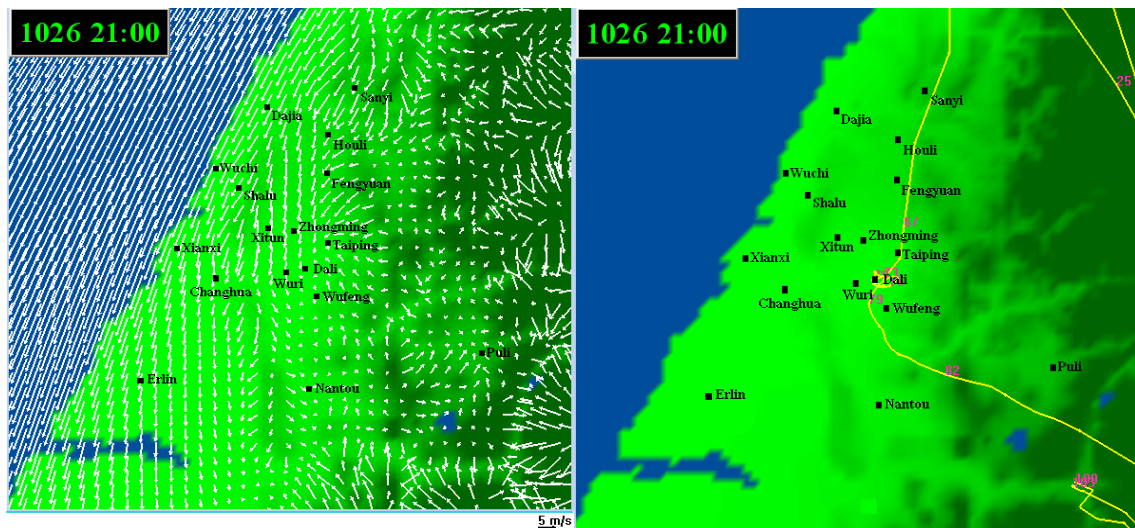 1026 21:00
Sanyi
Dajia
Houli
Wuchi
Fengyuan
Shalu
Xitun
Zhongming
Xianxi
Taiping
Dali
Changhua
Wuri
Wufeng
Puli
Erlin
Nantou
5 m/s
1026 21:00
25
Sanyi
Dajia
Houli
Wuchi
Fengyuan
Shalu
Xitun
Zhongming
Taiping
Xianxi
Dali
Changhua
Wuri
Wufeng
82
Puli
Erlin
Nantou
100